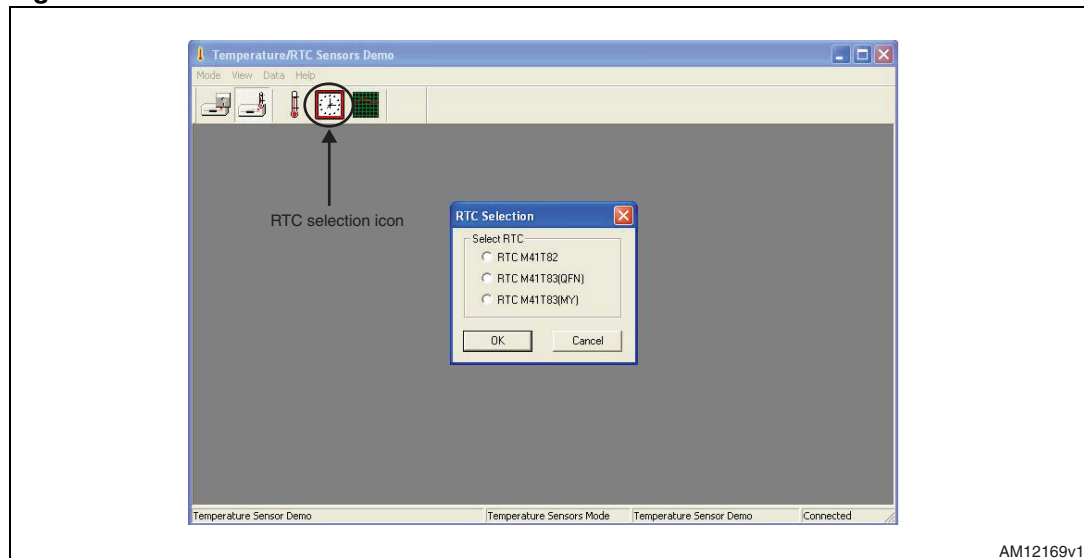 Temperature/RTC Sensors Demo
Mode View Data Help
RTC selection icon
RTC Selection
Select RTC
RTC M41T82
RTC M41T83(QFN)
RTC M41T83(MY)
OK Cancel
Temperature Sensor Demo Temperature Sensors Mode Temperature Sensor Demo Connected
AM12169v1